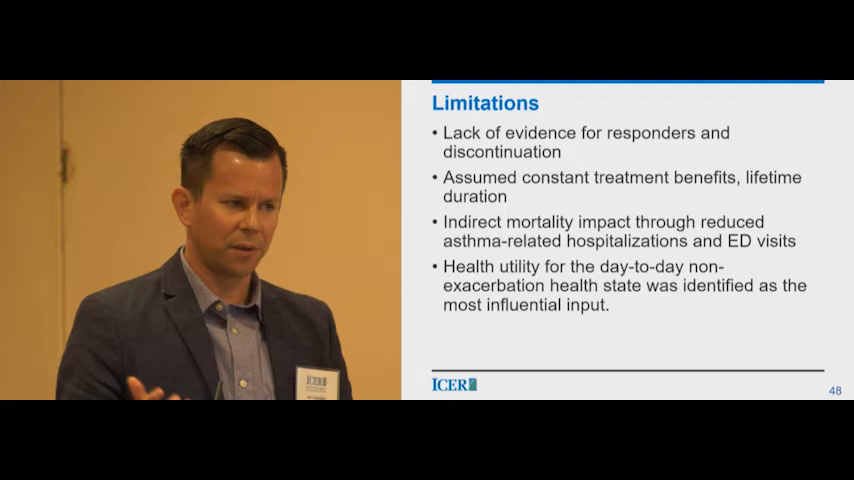 Limitations
• Lack of evidence for responders and
discontinuation
• Assumed constant treatment benefits, lifetime
duration
• Indirect mortality impact through reduced
asthma-related hospitalizations and ED visits
• Health utility for the day-to-day non-
exacerbation health state was identified as the
most influential input.
ICER
48
ICER